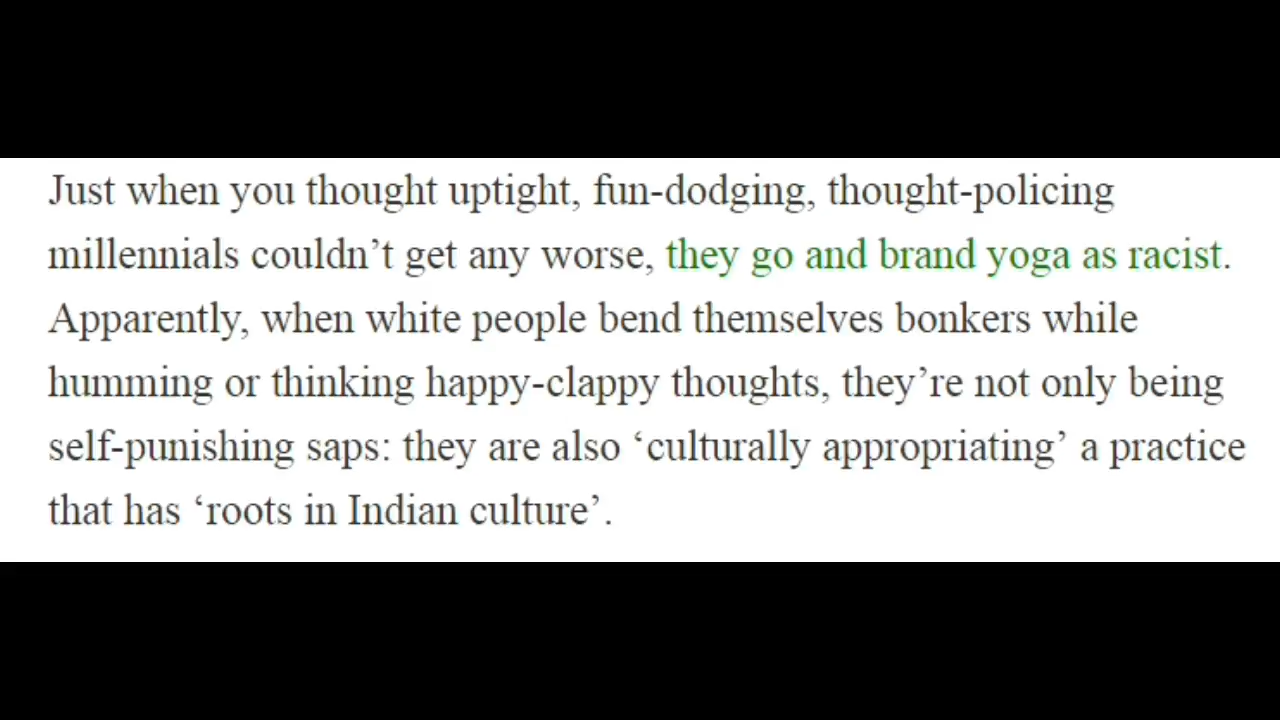 Just when you thought uptight, fun-dodging, thought-policing
millennials couldn’t get any worse, they go and brand yoga as racist.
Apparently, when white people bend themselves bonkers while
humming or thinking happy-clappy thoughts, they’re not only being
self-punishing saps: they are also ‘culturally appropriating’ a practice
that has ‘roots in Indian culture’.